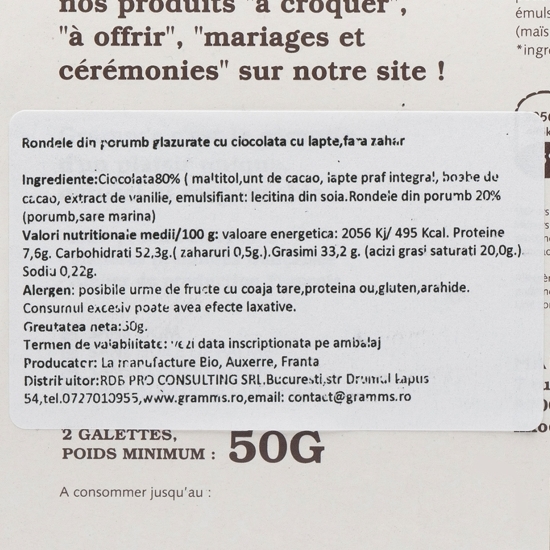 nos produits "à croquer",
"à offrir", "mariages et
cérémonies" sur notre site !
émuls
(maïs
*ingré
Rondele din porumb glazurate cu ciocolata cu lapte,fara zahar
Ingrediente:Ciocolata80% ( maltitol,unt de cacao, lapte praf integral, boabe de
cacao, extract de vanilie, emulsifiant: lecitina din soia.Rondele din porumb 20%
(porumb,sare marina)
Valori nutritionale medii/100 g: valoare energetica: 2056 Kj/ 495 Kcal. Proteine
7,6g. Carbohidrati 52,3g.( zaharuri 0,5g.).Grasimi 33,2 g. (acizi grasi saturati 20,0g.).
Sodiu 0,22g.
Alergen: posibile urme de fructe cu coaja tare,proteina ou,gluten,arahide.
Consumul excesiv poate avea efecte laxative.
Greutatea neta:50g.
Termen de valabilitate: vezi data inscriptionata pe ambalaj
Producator: La manufacture Bio, Auxerre, Franta
Distribuitor:RDB PRO CONSULTING SRL.Bucuresti,str Drumul Lapus
54,tel.0727010955,www.gramms.ro,email: contact@gramms.ro
2 GALETTES,
POIDS MINIMUM : 50G
A consommer jusqu'au :